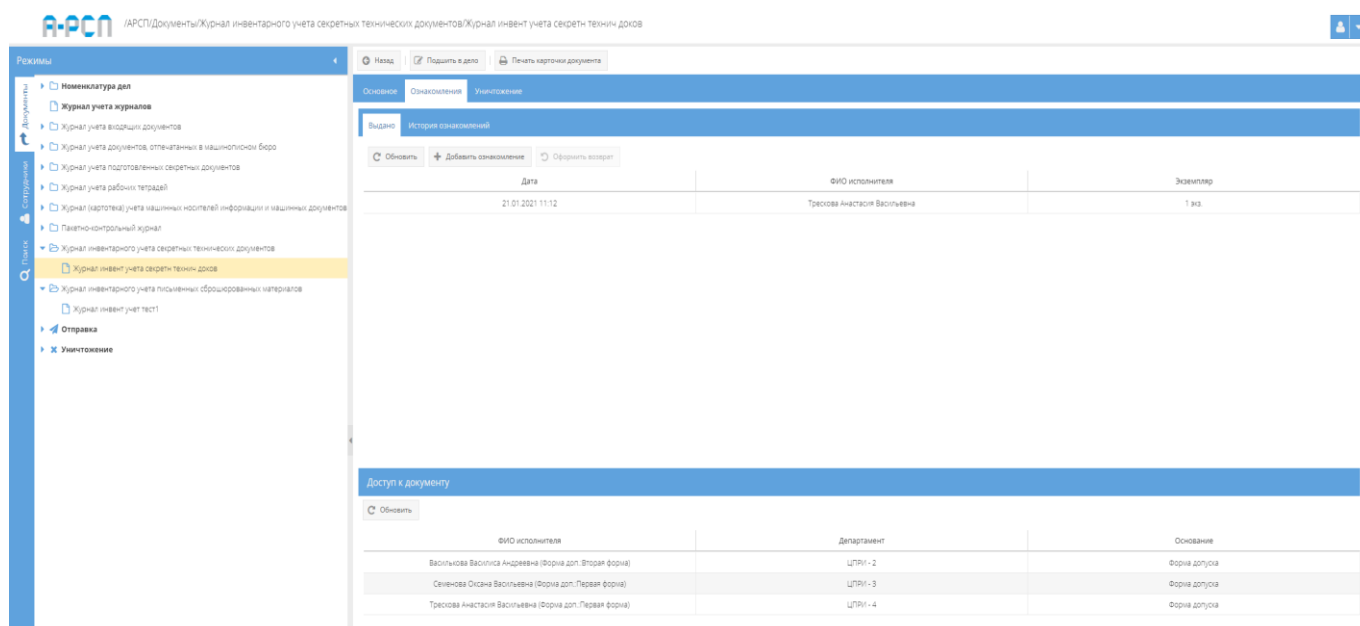 А-РСП
/АРСП/Документы/Журнал инвентарного учета секретных технических документов/Журнал инвент учета секретн технич доков
Режимы
Документы
Сотрудники
Поиск
Номенклатура дел
Журнал учета журналов
Журнал учета входящих документов
Журнал учета документов, отпечатанных в машинописном бюро
Журнал учета подготовленных секретных документов
Журнал учета рабочих тетрадей
Журнал (картотека) учета машинных носителей информации и машинных документов
Пакетно-контрольный журнал
Журнал инвентарного учета секретных технических документов
Журнал инвент учета секретн технич доков
Журнал инвентарного учета письменных сброшюрованных материалов
Журнал инвент учет тест1
Отправка
Уничтожение
Назад Подшить в дело Печать карточки документа
Основное Ознакомления Уничтожение
Выдано История ознакомлений
Обновить Добавить ознакомление Оформить возврат
Дата ФИО исполнителя Экземпляр
21.01.2021 11:12 Трескова Анастасия Васильевна 1 экз.
Доступ к документу
Обновить
ФИО исполнителя Департамент Основание
Василькова Василиса Андреевна (Форма доп.:Вторая форма) ЦПРИ - 2 Форма допуска
Семенова Оксана Васильевна (Форма доп.:Первая форма) ЦПРИ - 3 Форма допуска
Трескова Анастасия Васильевна (Форма доп.:Первая форма) ЦПРИ - 4 Форма допуска